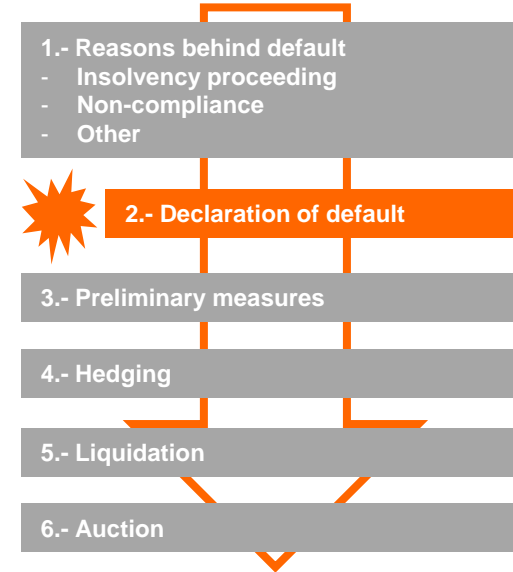 1.- Reasons behind default
- Insolvency proceeding
- Non-compliance
- Other
2.- Declaration of default
3.- Preliminary measures
4.- Hedging
5.- Liquidation
6.- Auction